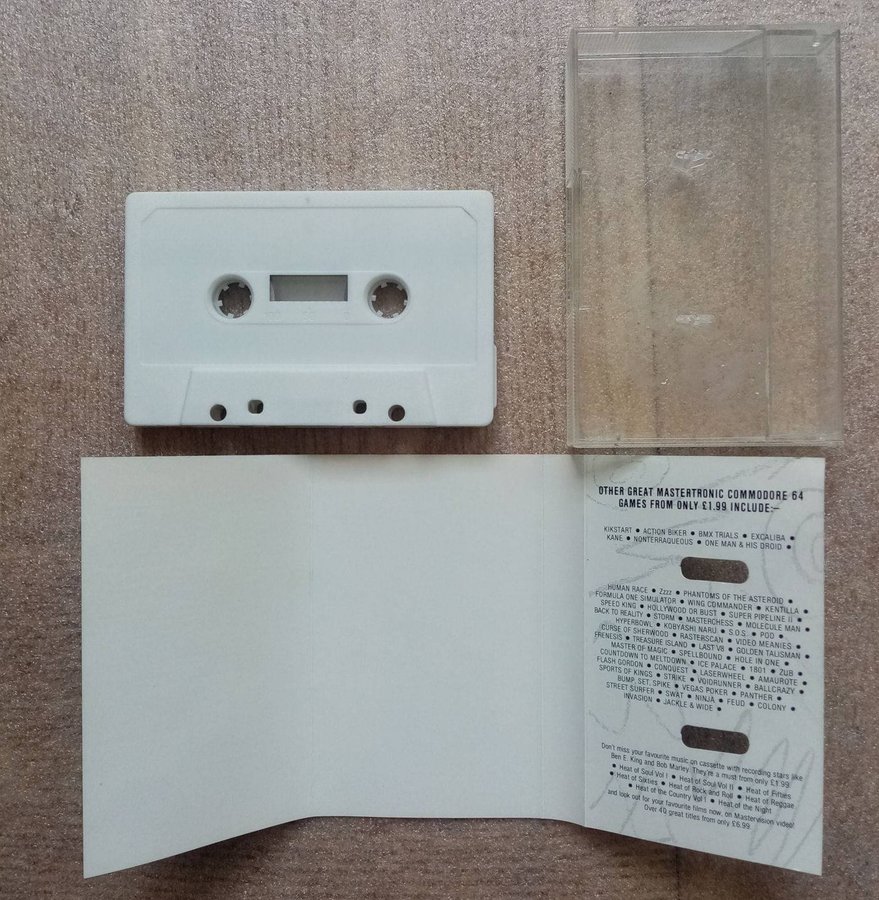 OTHER GREAT MASTERTRONIC COMMODORE 64
GAMES FROM ONLY £1.99 INCLUDE:–
KIKSTART ● ACTION BIKER ● BMX TRIALS ● EXCALIBA ●
KANE ● NONTERRAQUEOUS ● ONE MAN & HIS DROID ●
HUMAN RACE ● Zzzz ● PHANTOMS OF THE ASTEROID ●
FORMULA ONE SIMULATOR ● WING COMMANDER ● KENTILLA ●
SPEED KING ● HOLLYWOOD OR BUST ● SUPER PIPELINE II ●
BACK TO REALITY ● STORM ● MASTERCHESS ● MOLECULE MAN ●
HYPERBOWL ● KOBYASHI NARU ● S.O.S. ● POD ●
CURSE OF SHERWOOD ● RASTERSCAN ● VIDEO MEANIES ●
FRENESIS ● TREASURE ISLAND ● LAST V8 ● GOLDEN TALISMAN ●
MASTER OF MAGIC ● SPELLBOUND ● HOLE IN ONE ●
COUNTDOWN TO MELTDOWN ● ICE PALACE ● 1801 ● ZUB ●
FLASH GORDON ● CONQUEST ● LASERWHEEL ● AMAUROTE ●
SPORTS OF KINGS ● STRIKE ● VOIDRUNNER ● BALLCRAZY ●
BUMP, SET, SPIKE ● VEGAS POKER ● PANTHER ●
STREET SURFER ● SWAT ● NINJA ● FEUD ● COLONY ●
INVASION ● JACKLE & WIDE ●
Don't miss your favourite music on cassette with recording stars like
Ben E. King and Bob Marley. They're a must from only £1.99
● Heat of Soul Vol I ● Heat of Soul Vol II ● Heat of Fifties
● Heat of Sixties ● Heat of Rock and Roll ● Heat of Reggae
● Heat of the Country Vol I ● Heat of the Night
and look out for your favourite films now, on Mastervision video!
Over 40 great titles from only £6.99